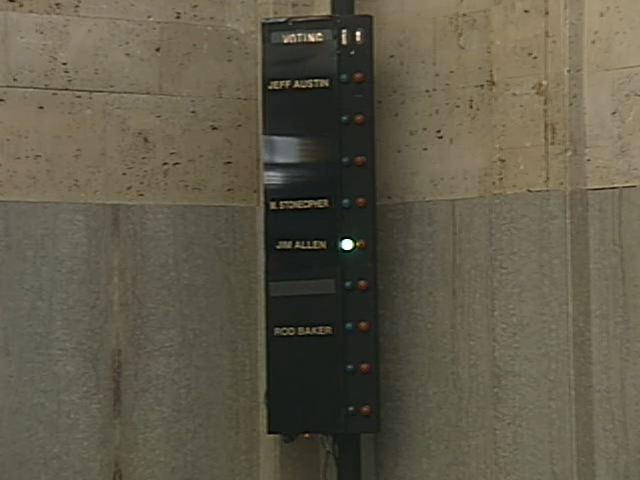 VOTING
JEFF AUSTIN
M. STONECIPHER
JIM ALLEN
ROD BAKER